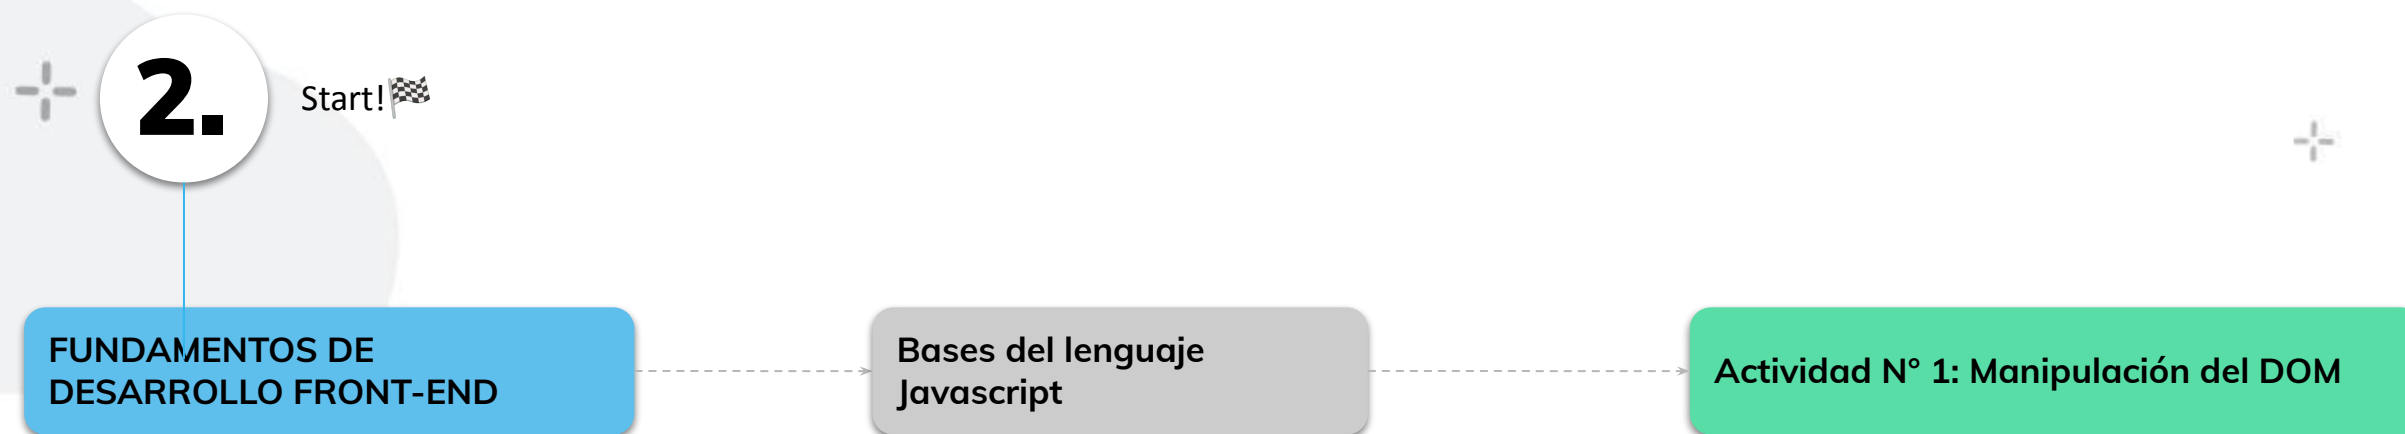 2.
Start!🏁
FUNDAMENTOS DE
DESARROLLO FRONT-END
Bases del lenguaje
Javascript
Actividad N° 1: Manipulación del DOM